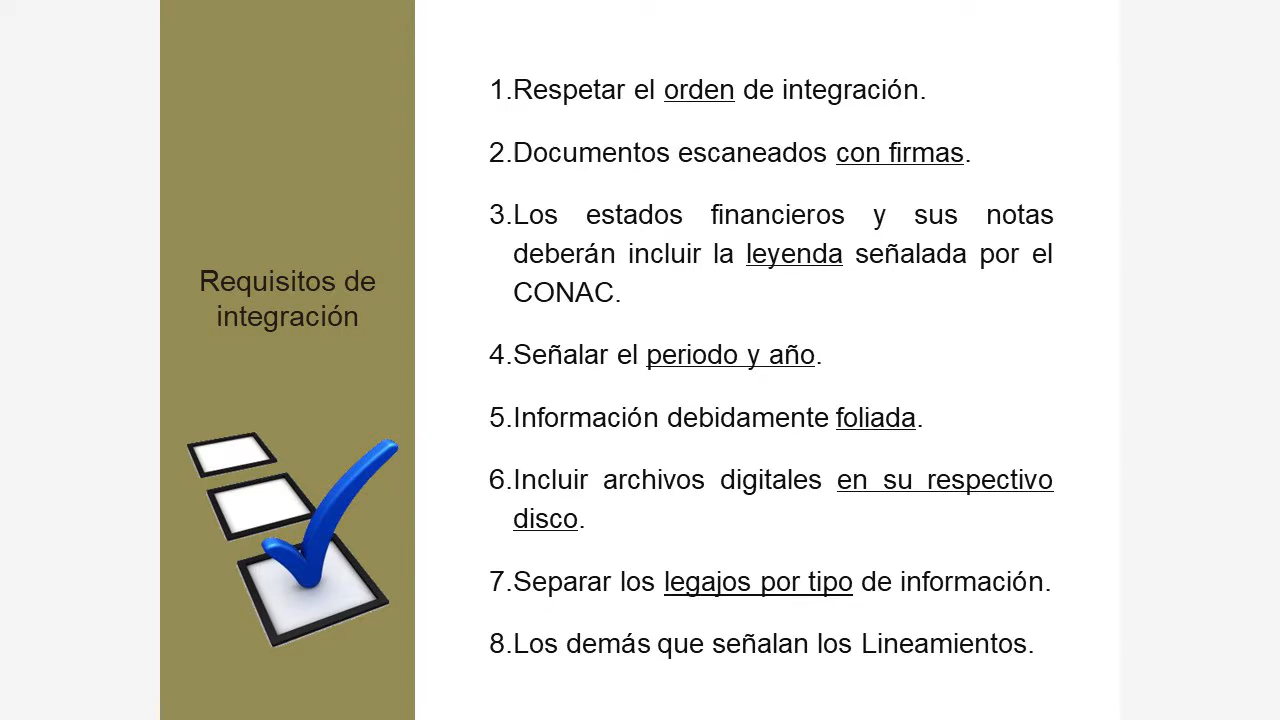 Requisitos de
integración
1.Respetar el orden de integración.
2.Documentos escaneados con firmas.
3.Los estados financieros y sus notas
deberán incluir la leyenda señalada por el
CONAC.
4.Señalar el periodo y año.
5.Información debidamente foliada.
6.Incluir archivos digitales en su respectivo
disco.
7.Separar los legajos por tipo de información.
8.Los demás que señalan los Lineamientos.